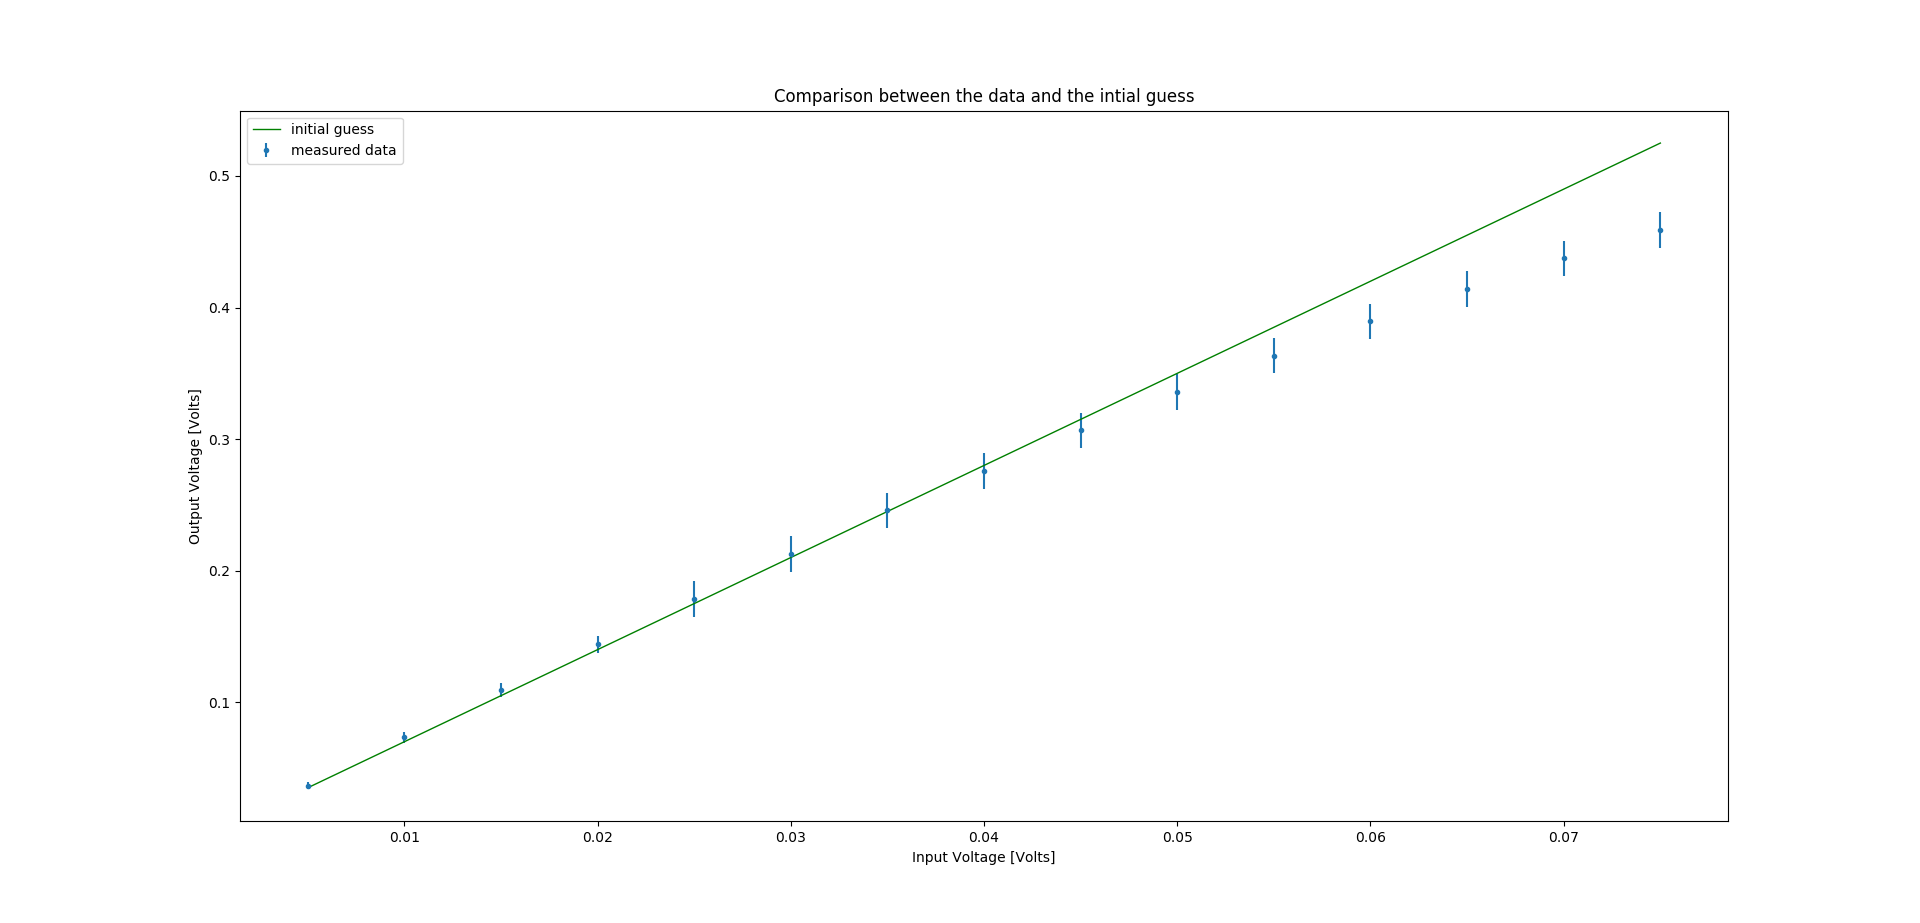 Comparison between the data and the intial guess
initial guess
measured data
Output Voltage [Volts]
0.5
0.4
0.3
0.2
0.1
0.01 0.02 0.03 0.04 0.05 0.06 0.07
Input Voltage [Volts]